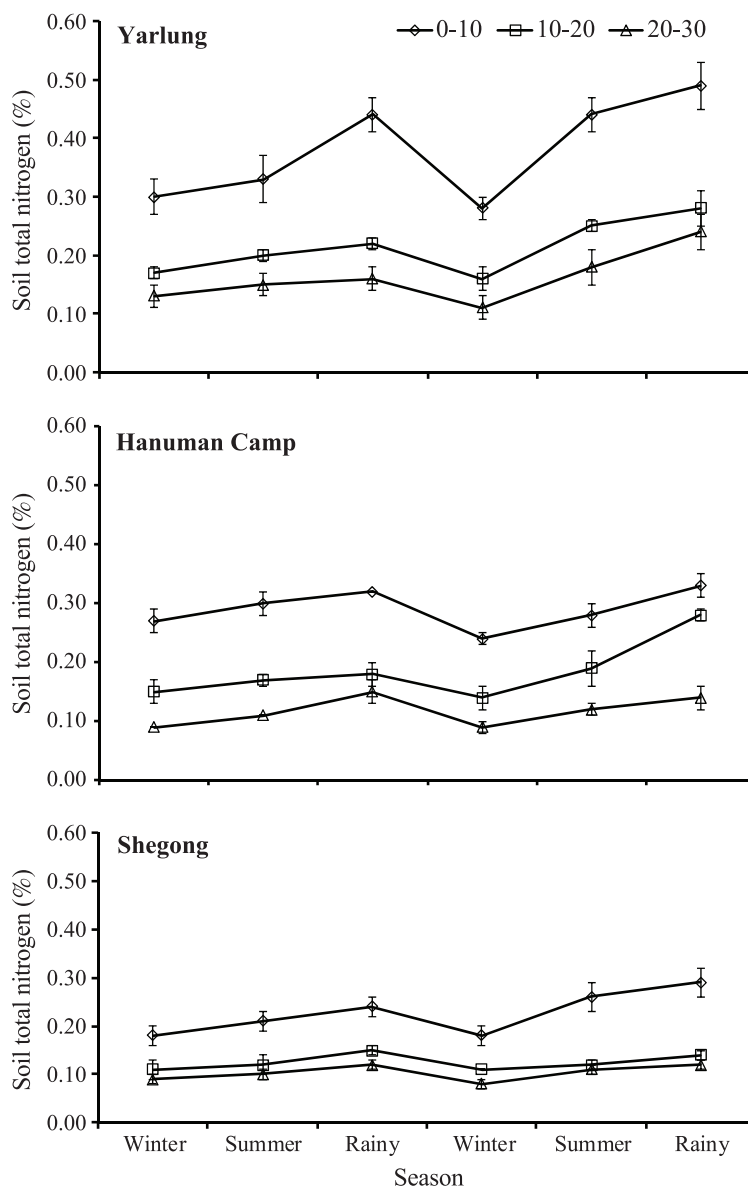 Yarlung
0-10 10-20 20-30
Soil total nitrogen (%)
0.60
0.50
0.40
0.30
0.20
0.10
0.00
Hanuman Camp
Soil total nitrogen (%)
0.60
0.50
0.40
0.30
0.20
0.10
0.00
Shegong
Soil total nitrogen (%)
0.60
0.50
0.40
0.30
0.20
0.10
0.00
Winter Summer Rainy Winter Summer Rainy
Season